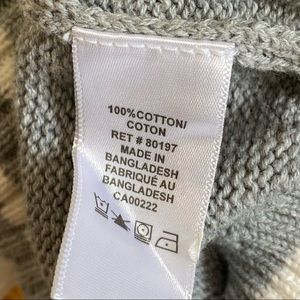 100%COTTON/
COTON
RET # 80197
MADE IN
BANGLADESH
FABRIQUÉ AU
BANGLADESH
CA00222